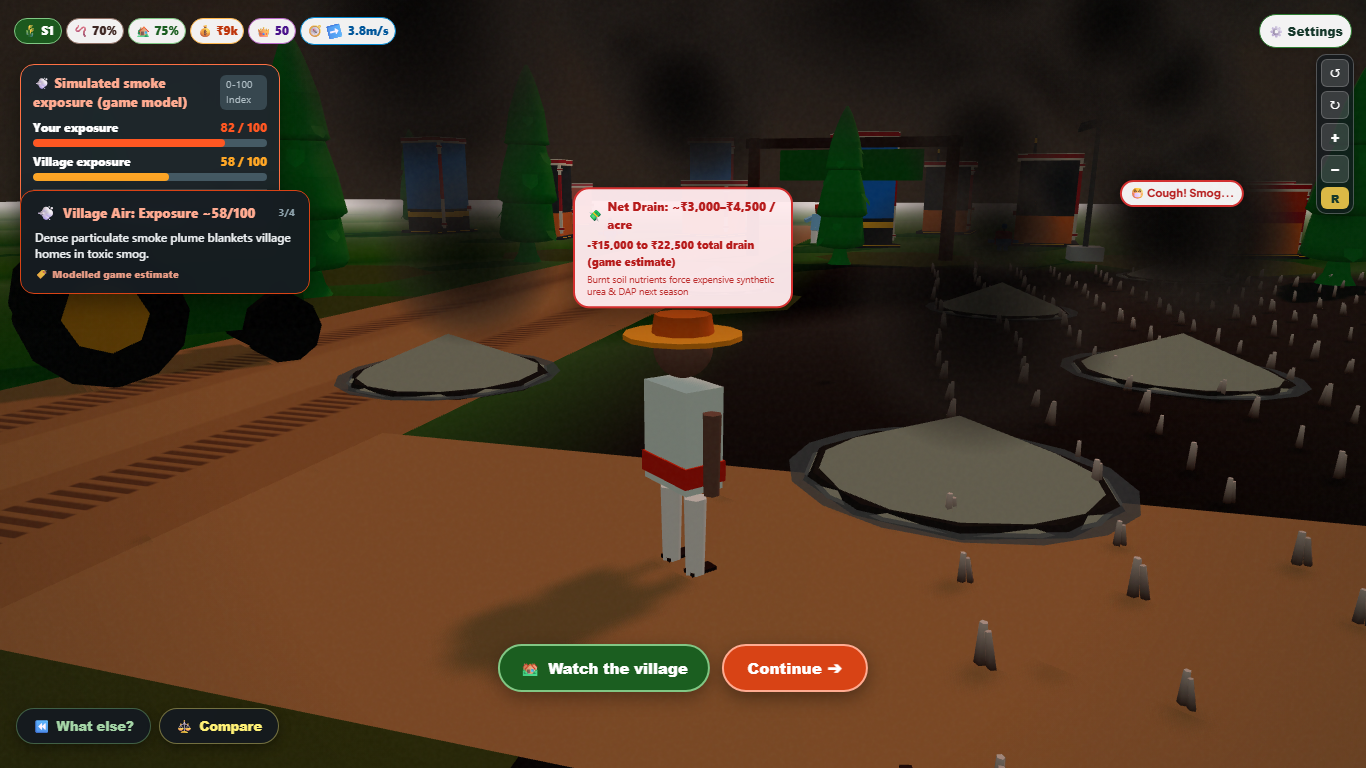 S1
70%
75%
₹9k
50
3.8m/s
Settings
Simulated smoke
exposure (game model)
0-100
Index
Your exposure
82 / 100
Village exposure
58 / 100
Village Air: Exposure ~58/100
3/4
Dense particulate smoke plume blankets village
homes in toxic smog.
Modelled game estimate
Net Drain: ~₹3,000–₹4,500 /
acre
-₹15,000 to ₹22,500 total drain
(game estimate)
Burnt soil nutrients force expensive synthetic
urea & DAP next season
Cough! Smog...
↺
↻
+
−
R
Watch the village
Continue ➔
What else?
Compare